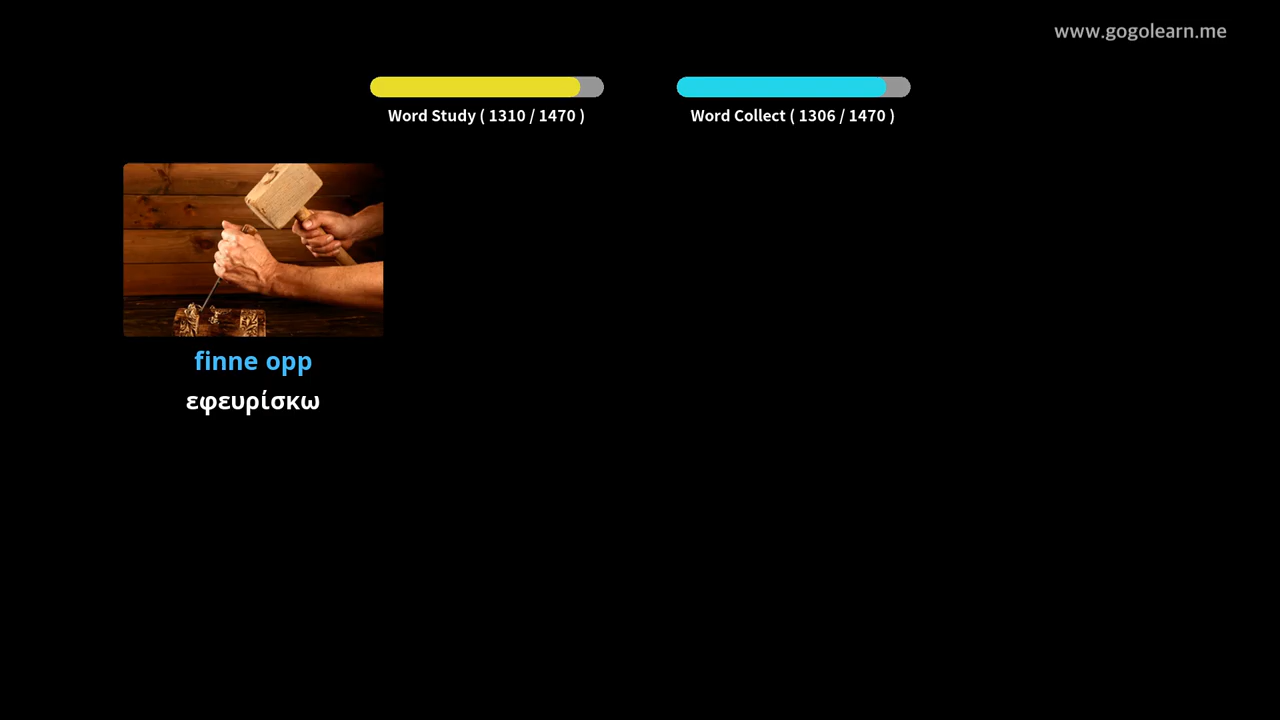 www.gogolearn.me
Word Study ( 1310 / 1470 )
Word Collect ( 1306 / 1470 )
finne opp
εφευρίσκω